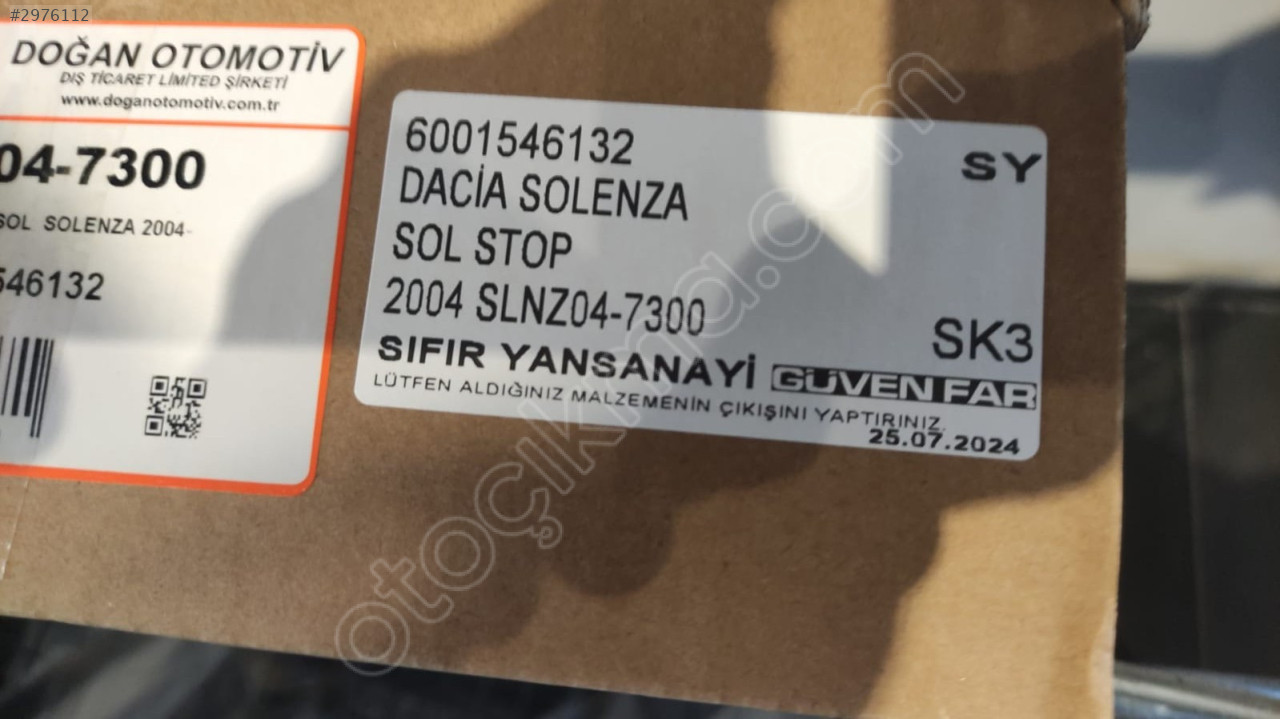 #2976112
DOĞAN OTOMOTİV
DIŞ TİCARET LİMİTED ŞİRKETİ
www.doganotomotiv.com.tr
04-7300
SOL SOLENZA 2004-
546132
6001546132
SY
DACİA SOLENZA
SOL STOP
2004 SLNZ04-7300
SK3
SIFIR YANSANAYİ GÜVEN FAR
LÜTFEN ALDIĞINIZ MALZEMENİN ÇIKIŞINI YAPTIRINIZ.
25.07.2024
otoçıkma.com